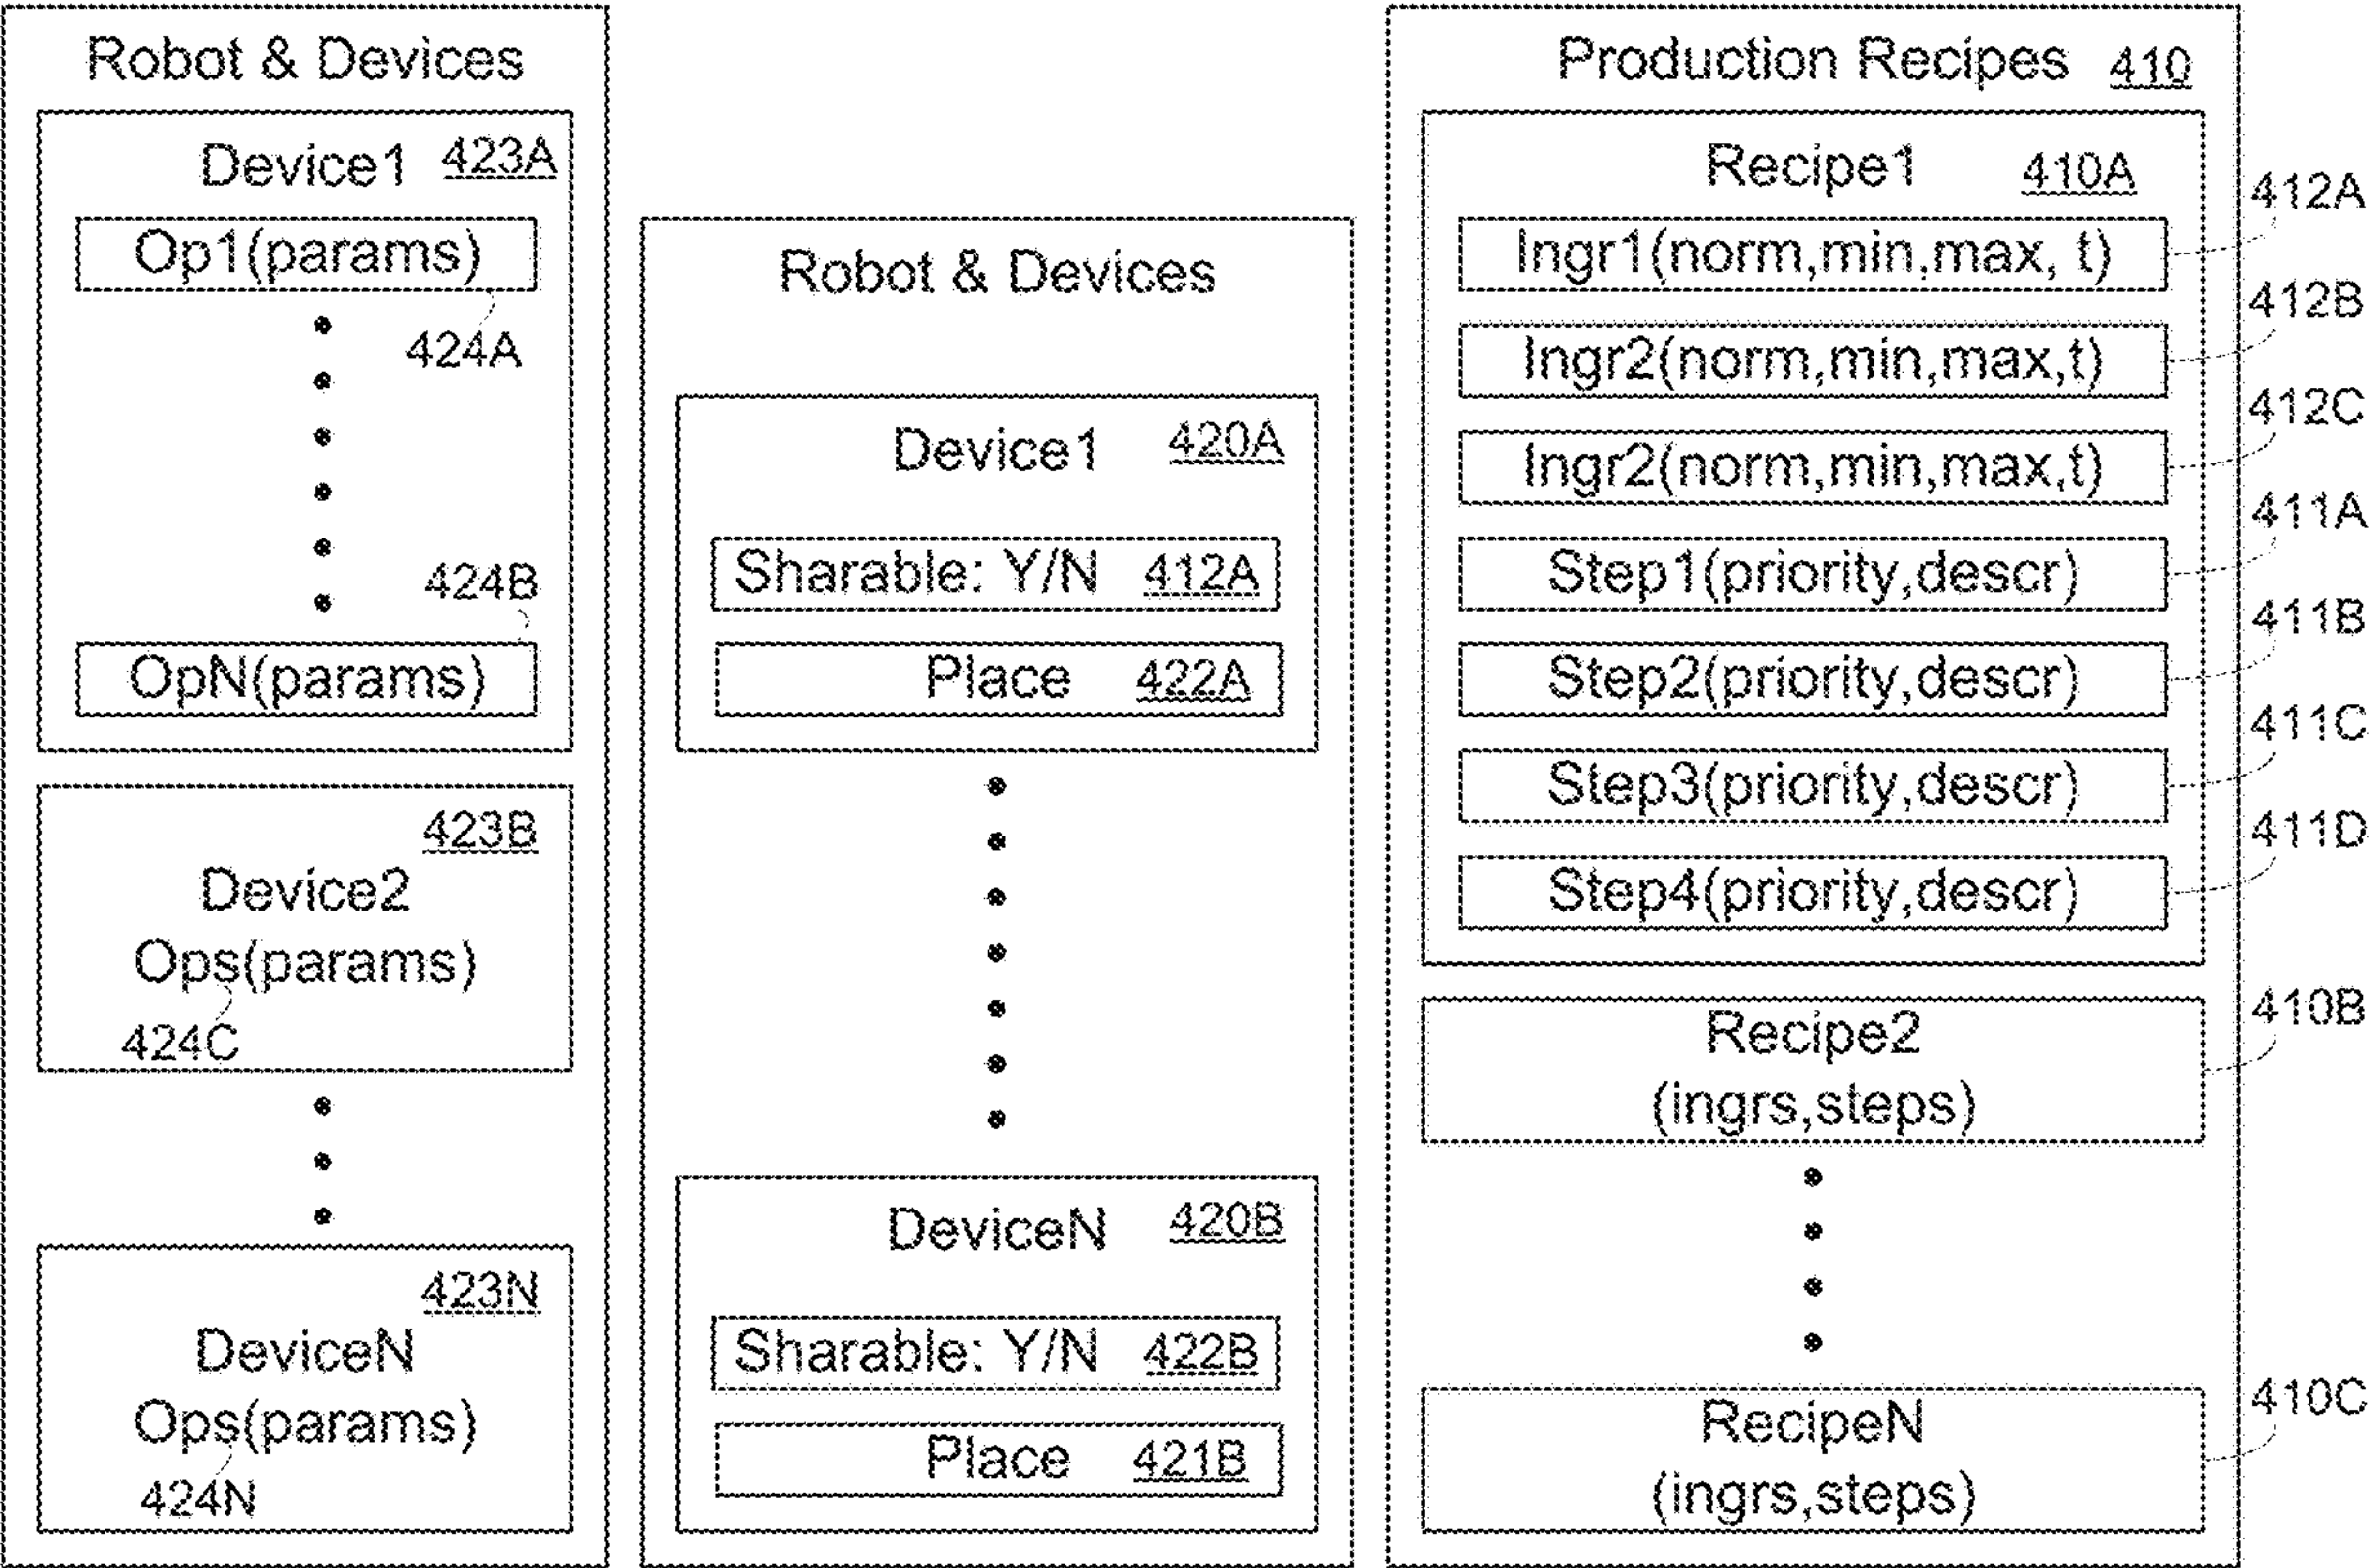 Robot & Devices
Device1 423A
Op1(params)
424A
424B
OpN(params)
423B
Device2
Ops(params)
424C
423N
DeviceN
Ops(params)
424N
Robot & Devices
Device1 420A
Sharable: Y/N 412A
Place 422A
DeviceN 420B
Sharable: Y/N 422B
Place 421B
Production Recipes 410
Recipe1 410A
412A
Ingr1(norm,min,max, t)
412B
Ingr2(norm,min,max,t)
412C
Ingr2(norm,min,max,t)
411A
Step1(priority,descr)
411B
Step2(priority,descr)
411C
Step3(priority,descr)
411D
Step4(priority,descr)
410B
Recipe2
(ingrs,steps)
410C
RecipeN
(ingrs,steps)